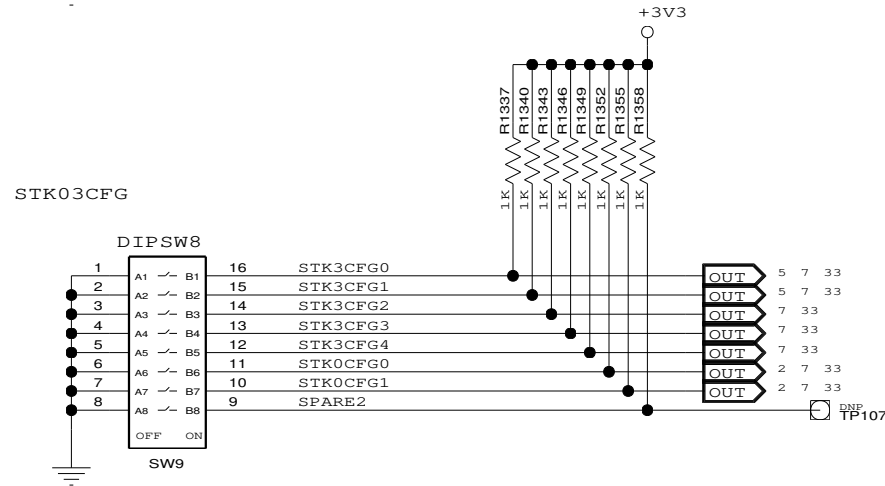 +3V3
R1337 R1340 R1343 R1346 R1349 R1352 R1355 R1358
1K 1K 1K 1K 1K 1K 1K 1K
STK03CFG
DIPSW8
1 A1 B1 16 STK3CFG0 OUT 5 7 33
2 A2 B2 15 STK3CFG1 OUT 5 7 33
3 A3 B3 14 STK3CFG2 OUT 7 33
4 A4 B4 13 STK3CFG3 OUT 7 33
5 A5 B5 12 STK3CFG4 OUT 7 33
6 A6 B6 11 STK0CFG0 OUT 2 7 33
7 A7 B7 10 STK0CFG1 OUT 2 7 33
8 A8 B8 9 SPARE2 DNP
TP107
OFF ON
SW9